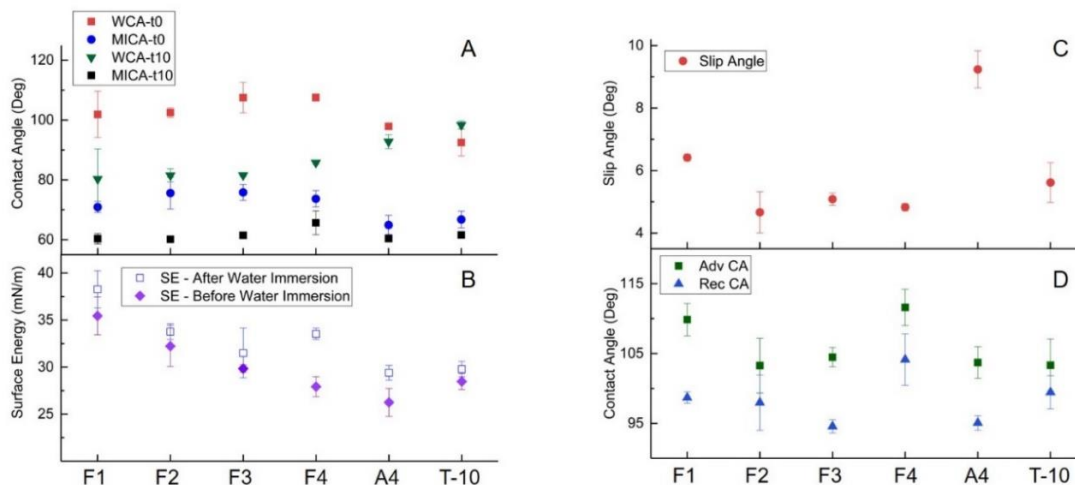 WCA-t0
MICA-t0
WCA-t10
MICA-t10
A
120
100
80
60
Contact Angle (Deg)
SE - After Water Immersion
SE - Before Water Immersion
B
40
35
30
25
Surface Energy (mN/m)
F1 F2 F3 F4 A4 T-10
Slip Angle
C
10
8
6
4
Slip Angle (Deg)
Adv CA
Rec CA
D
115
105
95
Contact Angle (Deg)
F1 F2 F3 F4 A4 T-10